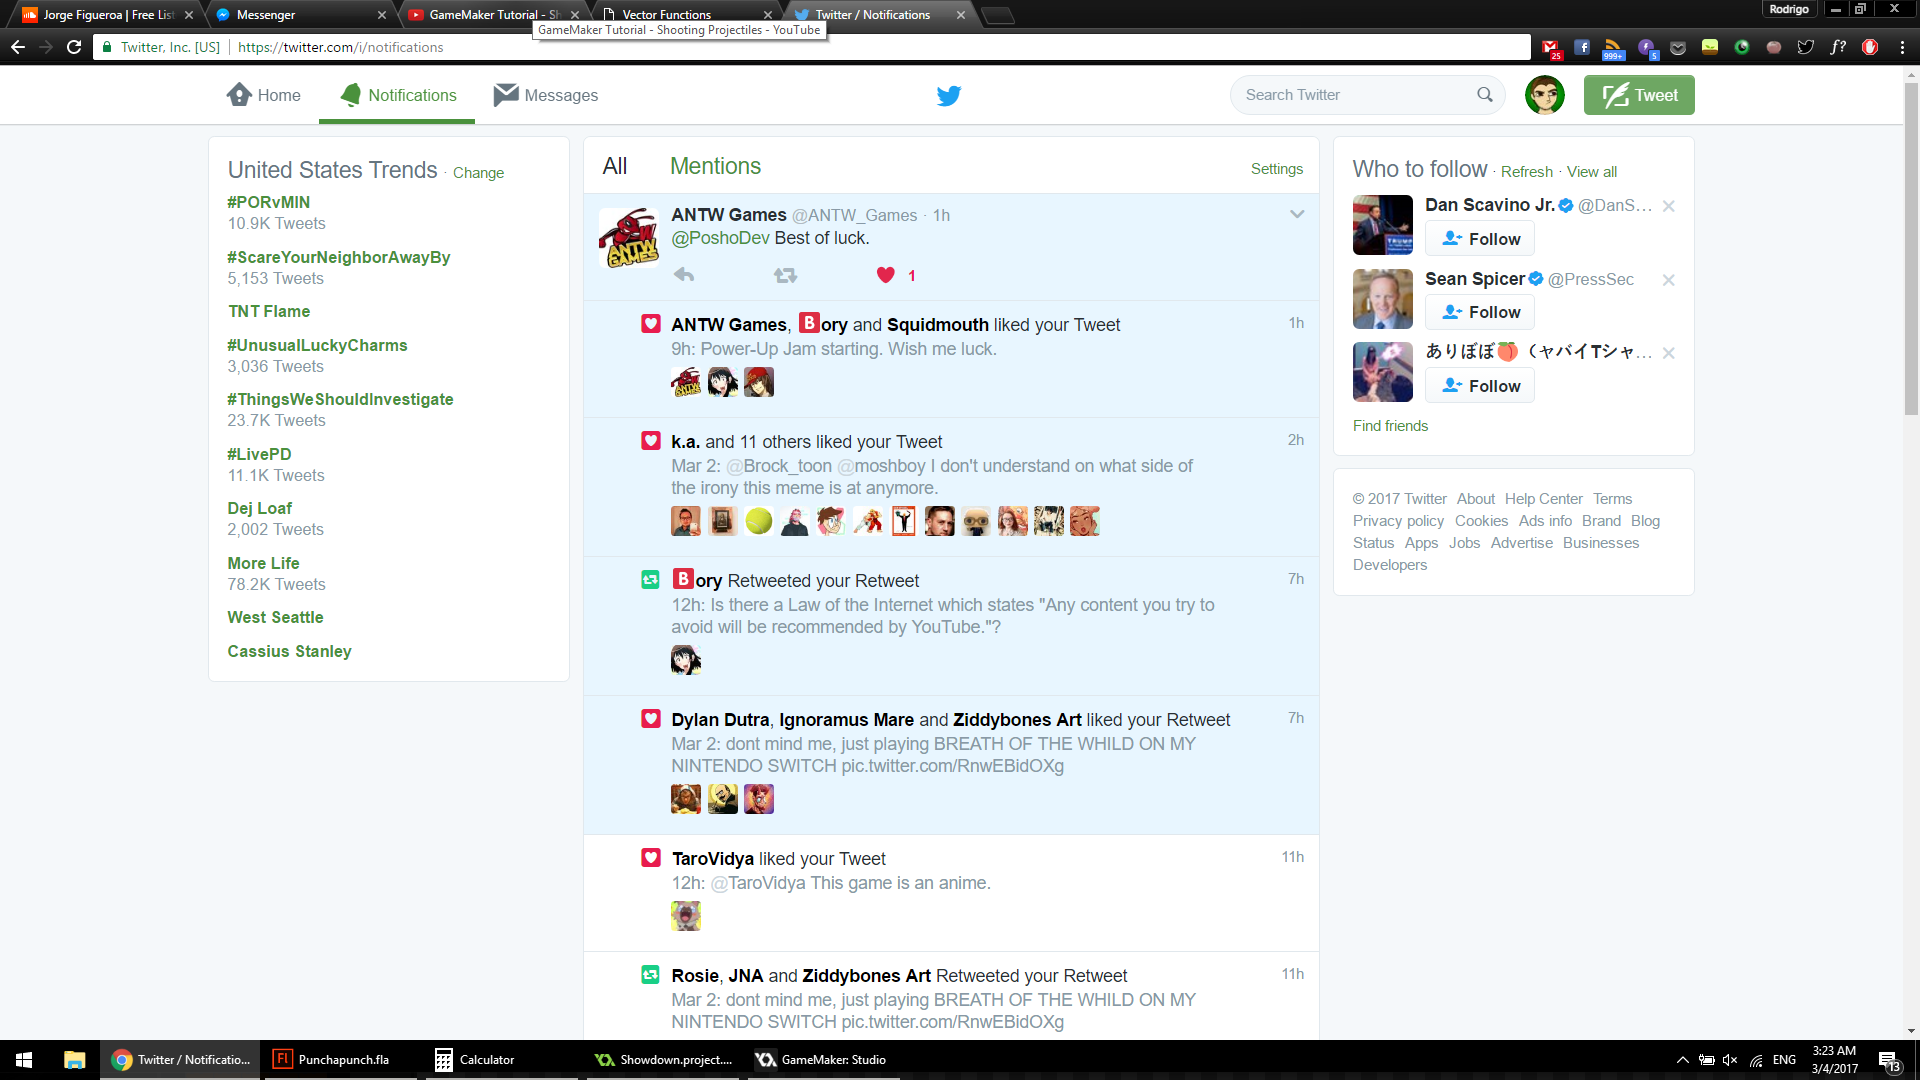 Jorge Figueroa | Free List
Messenger
GameMaker Tutorial - Sh
Vector Functions
Twitter / Notifications
Rodrigo
GameMaker Tutorial - Shooting Projectiles - YouTube
Twitter, Inc. [US]
https://twitter.com/i/notifications
25
999+
5
f?
Home
Notifications
Messages
Search Twitter
Tweet
United States Trends · Change
#PORvMIN
10.9K Tweets
#ScareYourNeighborAwayBy
5,153 Tweets
TNT Flame
#UnusualLuckyCharms
3,036 Tweets
#ThingsWeShouldInvestigate
23.7K Tweets
#LivePD
11.1K Tweets
Dej Loaf
2,002 Tweets
More Life
78.2K Tweets
West Seattle
Cassius Stanley
All
Mentions
Settings
ANTW GAMES
ANTW Games @ANTW_Games · 1h
@PoshoDev Best of luck.
1
ANTW Games, Bory and Squidmouth liked your Tweet
1h
9h: Power-Up Jam starting. Wish me luck.
k.a. and 11 others liked your Tweet
2h
Mar 2: @Brock_toon @moshboy I don't understand on what side of
the irony this meme is at anymore.
Bory Retweeted your Retweet
7h
12h: Is there a Law of the Internet which states "Any content you try to
avoid will be recommended by YouTube."?
Dylan Dutra, Ignoramus Mare and Ziddybones Art liked your Retweet
7h
Mar 2: dont mind me, just playing BREATH OF THE WHILD ON MY
NINTENDO SWITCH pic.twitter.com/RnwEBidOXg
TaroVidya liked your Tweet
11h
12h: @TaroVidya This game is an anime.
Rosie, JNA and Ziddybones Art Retweeted your Retweet
11h
Mar 2: dont mind me, just playing BREATH OF THE WHILD ON MY
NINTENDO SWITCH pic.twitter.com/RnwEBidOXg
Who to follow · Refresh · View all
Dan Scavino Jr. @DanS...
TRUMP
Follow
Sean Spicer @PressSec
Follow
ありぼぼ🍑（ヤバイTシャ...
Follow
Find friends
© 2017 Twitter About Help Center Terms
Privacy policy Cookies Ads info Brand Blog
Status Apps Jobs Advertise Businesses
Developers
Twitter / Notificatio...
Punchapunch.fla
Calculator
Showdown.project....
GameMaker: Studio
ENG
3:23 AM
3/4/2017
13